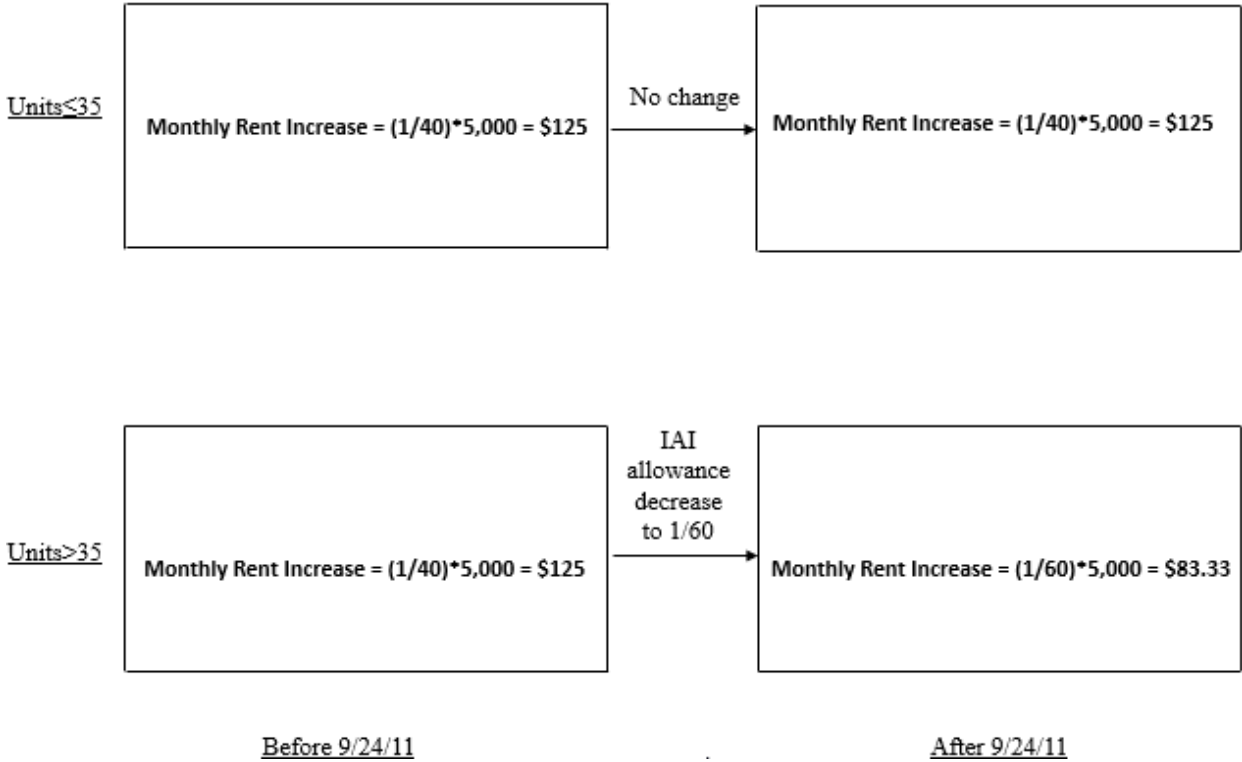 Units≤35
Monthly Rent Increase = (1/40)*5,000 = $125
No change
Monthly Rent Increase = (1/40)*5,000 = $125
Units>35
Monthly Rent Increase = (1/40)*5,000 = $125
IAI
allowance
decrease
to 1/60
Monthly Rent Increase = (1/60)*5,000 = $83.33
Before 9/24/11
After 9/24/11